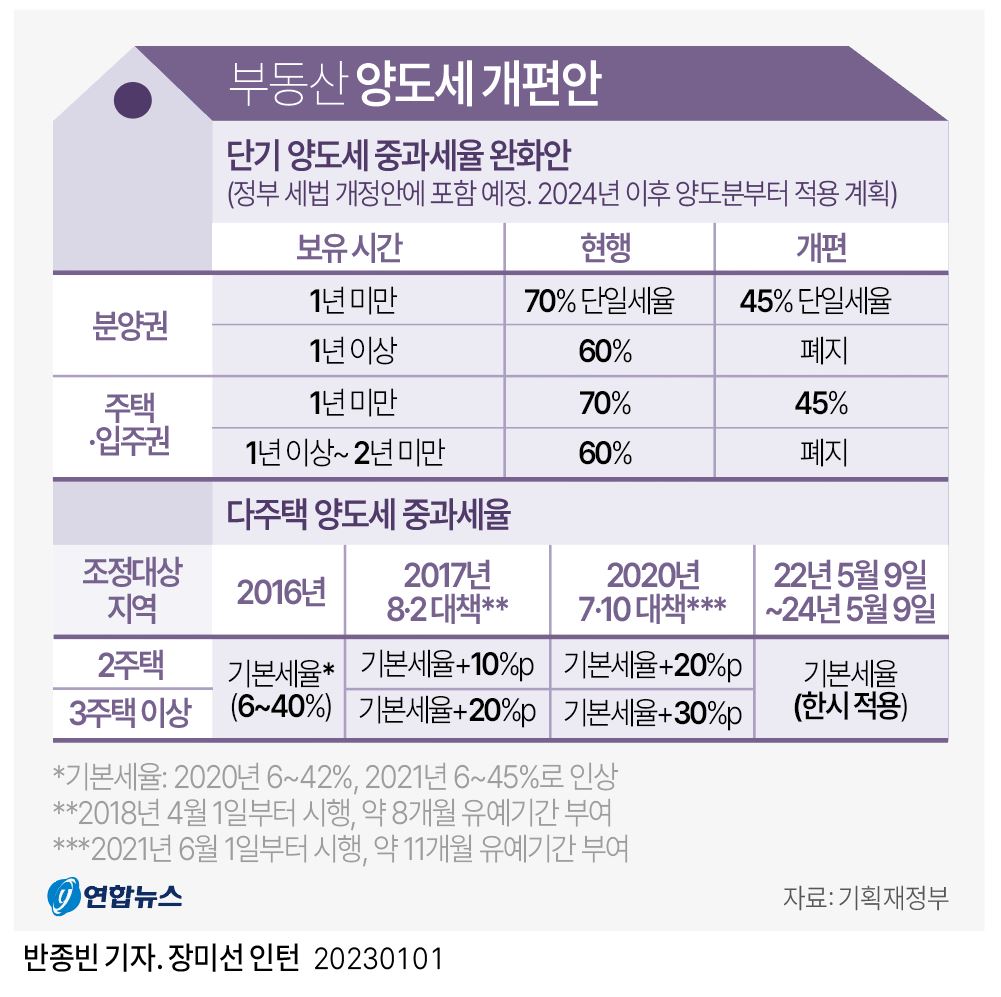 부동산 양도세 개편안
단기 양도세 중과세율 완화안
(정부 세법 개정안에 포함 예정. 2024년 이후 양도분부터 적용 계획)
보유 시간 현행 개편
분양권
1년 미만 70% 단일세율 45% 단일세율
1년 이상 60% 폐지
주택
·입주권
1년 미만 70% 45%
1년 이상~ 2년 미만 60% 폐지
다주택 양도세 중과세율
조정대상
지역
2016년
2017년
8·2 대책**
2020년
7·10 대책***
22년 5월 9일
~24년 5월 9일
2주택
3주택 이상
기본세율*
(6~40%)
기본세율+10%p
기본세율+20%p
기본세율+20%p
기본세율+30%p
기본세율
(한시 적용)
*기본세율: 2020년 6~42%, 2021년 6~45%로 인상
**2018년 4월 1일부터 시행, 약 8개월 유예기간 부여
***2021년 6월 1일부터 시행, 약 11개월 유예기간 부여
y 연합뉴스
자료: 기획재정부
반종빈 기자. 장미선 인턴 20230101